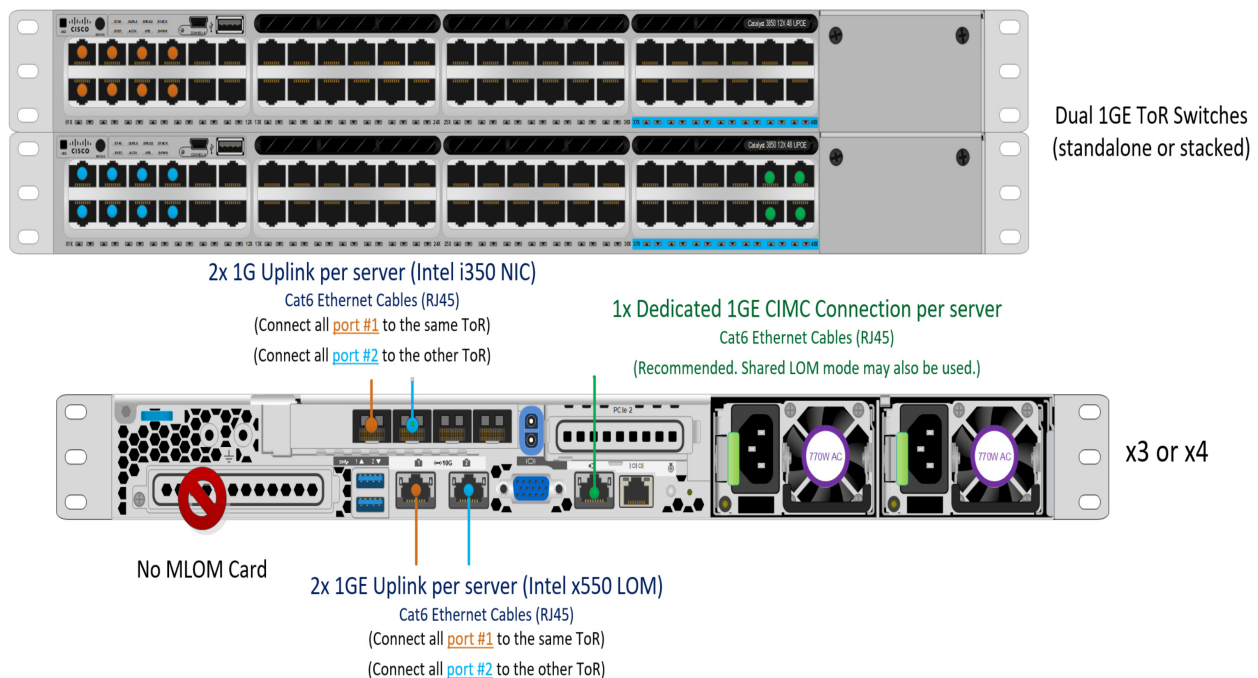 CISCO
Catalyst 3850 12X 48 UPOE
CISCO
Catalyst 3850 12X 48 UPOE
Dual 1GE ToR Switches
(standalone or stacked)
2x 1G Uplink per server (Intel i350 NIC)
Cat6 Ethernet Cables (RJ45)
(Connect all port #1 to the same ToR)
(Connect all port #2 to the other ToR)
1x Dedicated 1GE CIMC Connection per server
Cat6 Ethernet Cables (RJ45)
(Recommended. Shared LOM mode may also be used.)
PCIe 2
770W AC
770W AC
x3 or x4
1 2
10G
No MLOM Card
2x 1GE Uplink per server (Intel x550 LOM)
Cat6 Ethernet Cables (RJ45)
(Connect all port #1 to the same ToR)
(Connect all port #2 to the other ToR)